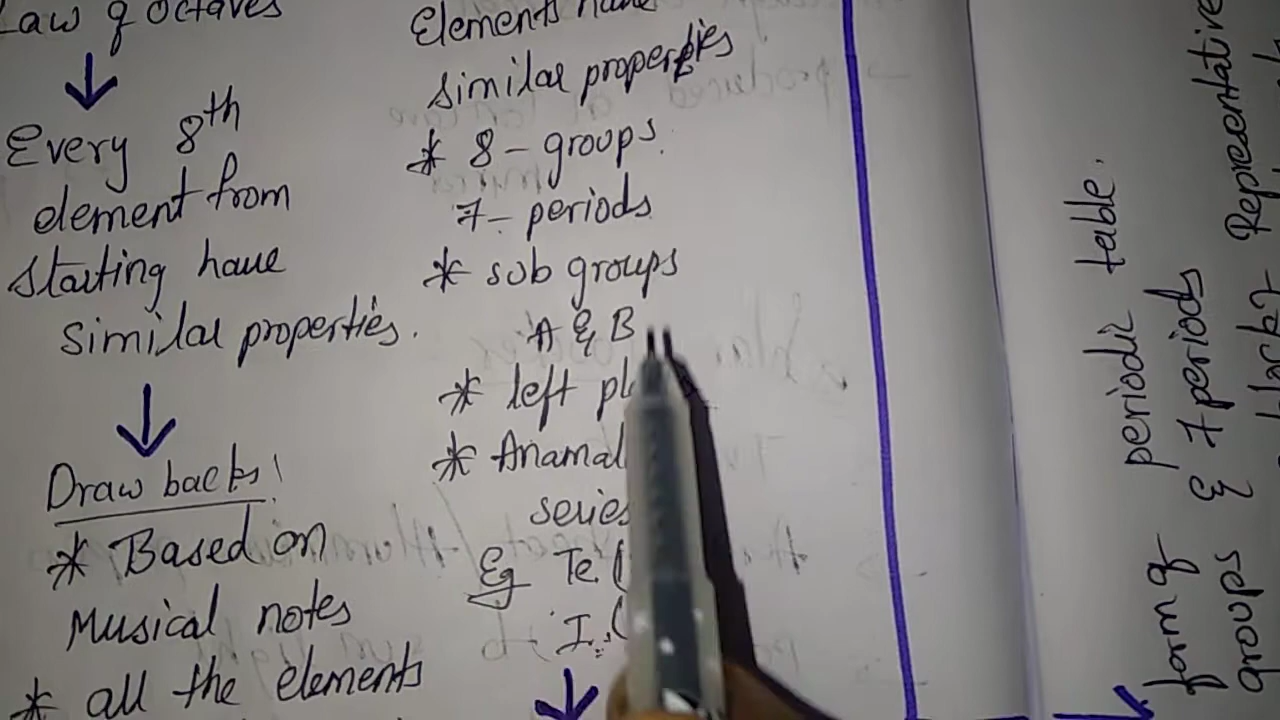 Law of Octaves
Every 8th
element from
starting have
similar properties.
Draw backs!
* Based on
Musical notes
* all the elements
Elements have
similar properties
* 8 - groups.
7 - periods
* sub groups
A & B
* left
* Anamal
series
Eg Te (
I (
form of periodic table.
groups & 7 periods
Representative